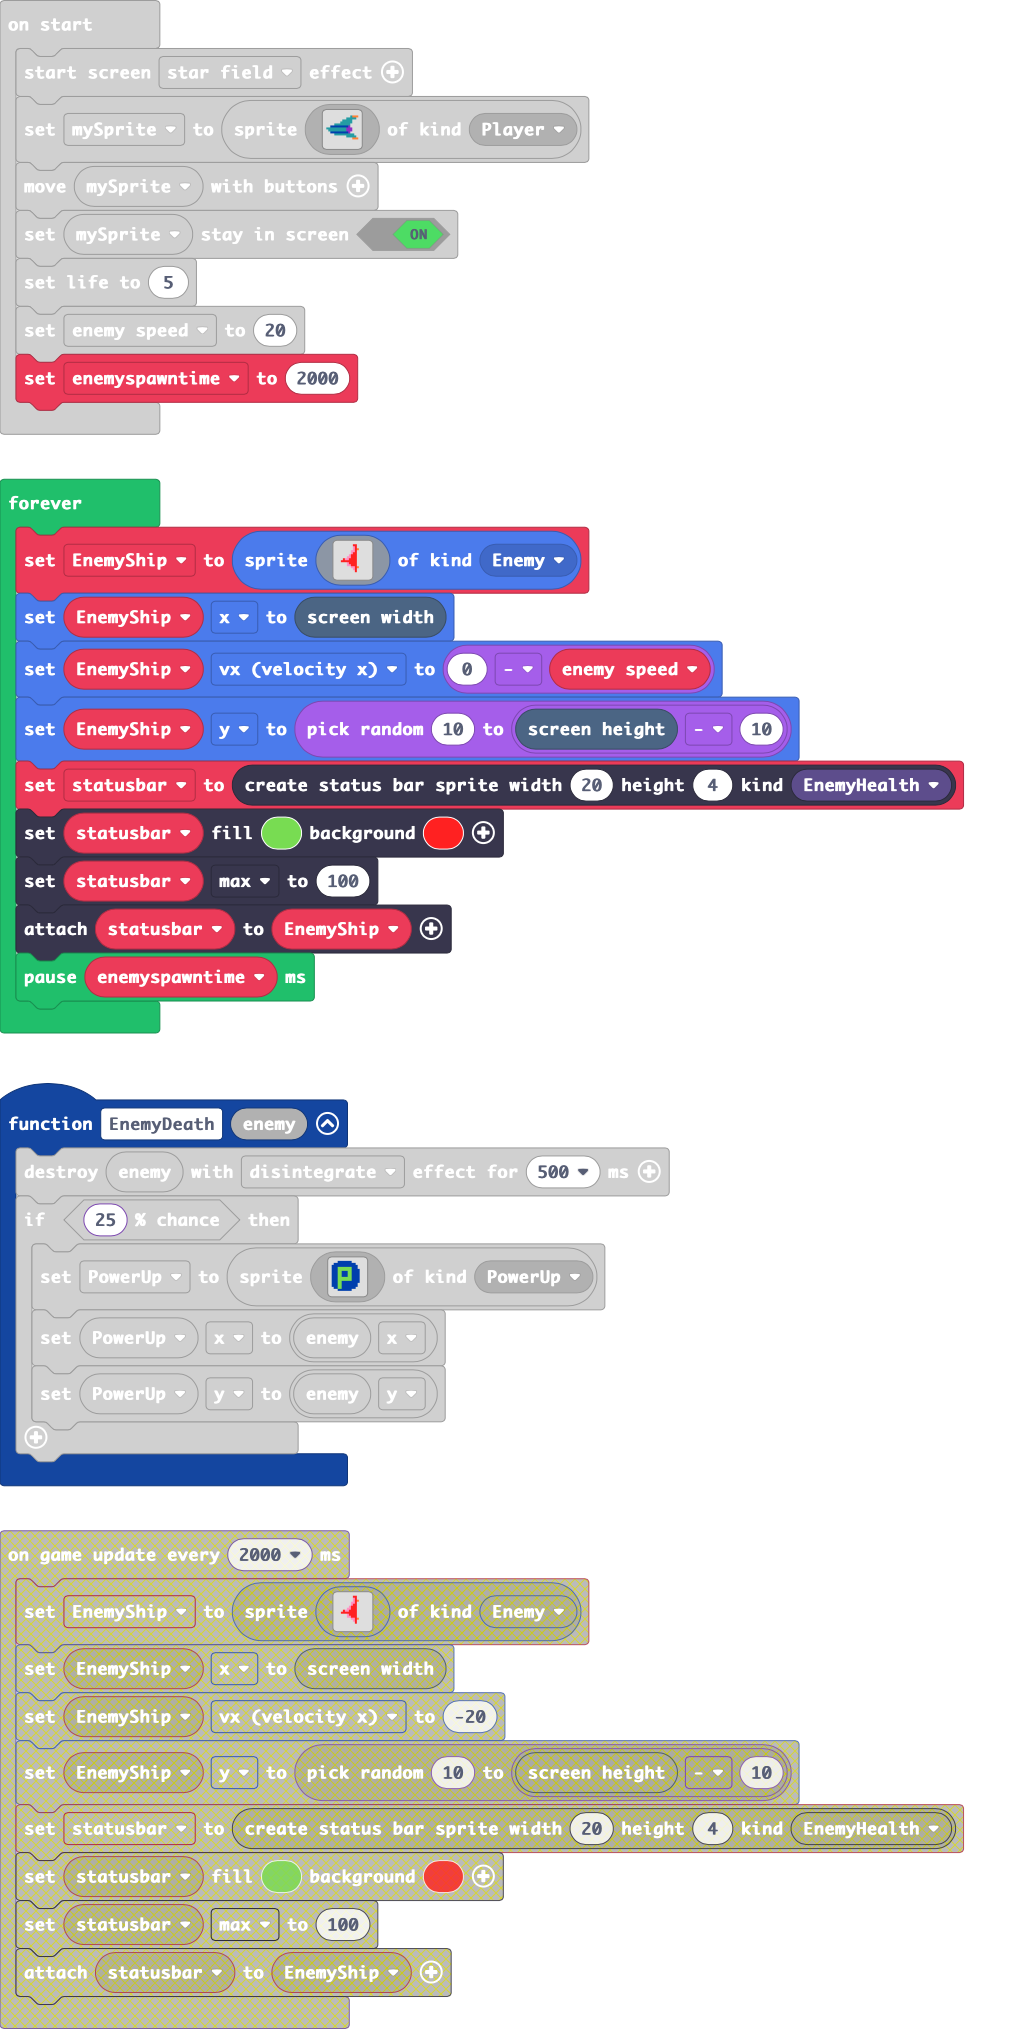 on start
start screen star field effect
set mySprite to sprite of kind Player
move mySprite with buttons
set mySprite stay in screen ON
set life to 5
set enemy speed to 20
set enemyspawntime to 2000
forever
set EnemyShip to sprite of kind Enemy
set EnemyShip x to screen width
set EnemyShip vx (velocity x) to 0 - enemy speed
set EnemyShip y to pick random 10 to screen height - 10
set statusbar to create status bar sprite width 20 height 4 kind EnemyHealth
set statusbar fill background
set statusbar max to 100
attach statusbar to EnemyShip
pause enemyspawntime ms
function EnemyDeath enemy
destroy enemy with disintegrate effect for 500 ms
if 25 % chance then
set PowerUp to sprite P of kind PowerUp
set PowerUp x to enemy x
set PowerUp y to enemy y
on game update every 2000 ms
set EnemyShip to sprite of kind Enemy
set EnemyShip x to screen width
set EnemyShip vx (velocity x) to -20
set EnemyShip y to pick random 10 to screen height - 10
set statusbar to create status bar sprite width 20 height 4 kind EnemyHealth
set statusbar fill background
set statusbar max to 100
attach statusbar to EnemyShip